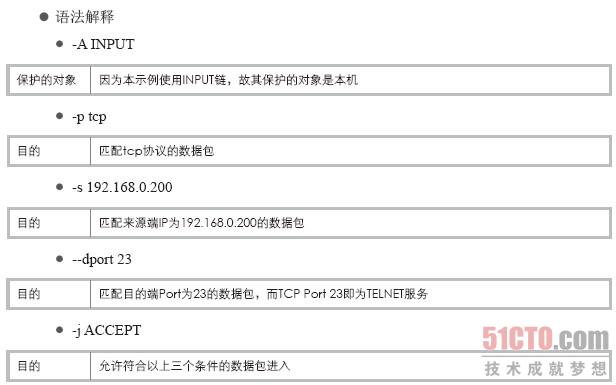 语法解释
-A INPUT
保护的对象 因为本示例使用INPUT链，故其保护的对象是本机
-p tcp
目的 匹配tcp协议的数据包
-s 192.168.0.200
目的 匹配来源端IP为192.168.0.200的数据包
--dport 23
目的 匹配目的端Port为23的数据包，而TCP Port 23即为TELNET服务
-j ACCEPT
目的 允许符合以上三个条件的数据包进入
51CTO.com
技术成就梦想